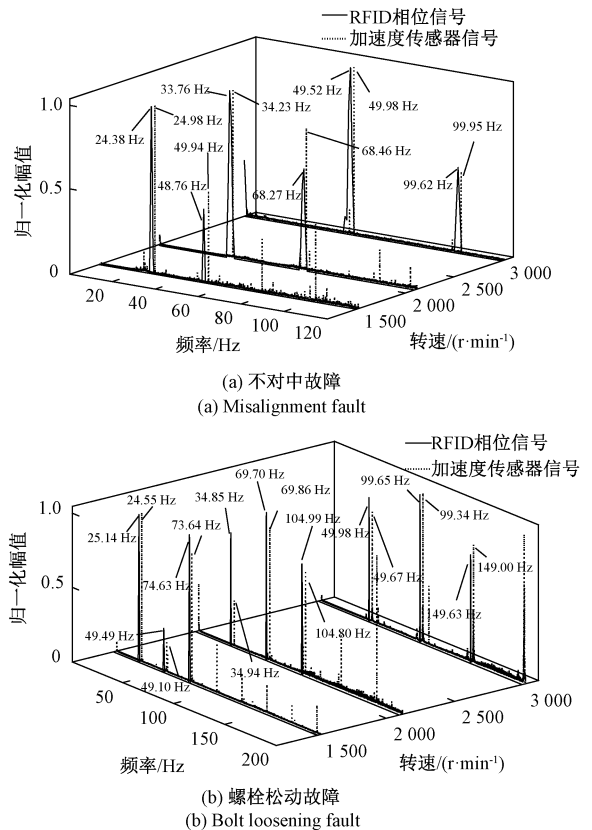 RFID相位信号
加速度传感器信号
33.76 Hz
49.52 Hz
49.98 Hz
34.23 Hz
1.0
24.38 Hz
24.98 Hz
49.94 Hz
68.46 Hz
99.95 Hz
归一化幅值
0.5
48.76 Hz
68.27 Hz
99.62 Hz
0
3 000
2 500
2 000
1 500
20
40
60
80
100
120
频率/Hz
转速/(r·min-1)
(a) 不对中故障
(a) Misalignment fault
RFID相位信号
加速度传感器信号
69.70 Hz
99.65 Hz
24.55 Hz
34.85 Hz
69.86 Hz
1.0
25.14 Hz
73.64 Hz
104.99 Hz
99.34 Hz
49.98 Hz
149.00 Hz
归一化幅值
0.5
74.63Hz
49.67 Hz
49.63 Hz
49.49 Hz
104.80 Hz
0
34.94 Hz
49.10 Hz
3 000
2 500
2 000
1 500
50
100
150
200
频率/Hz
转速/(r·min-1)
(b) 螺栓松动故障
(b) Bolt loosening fault